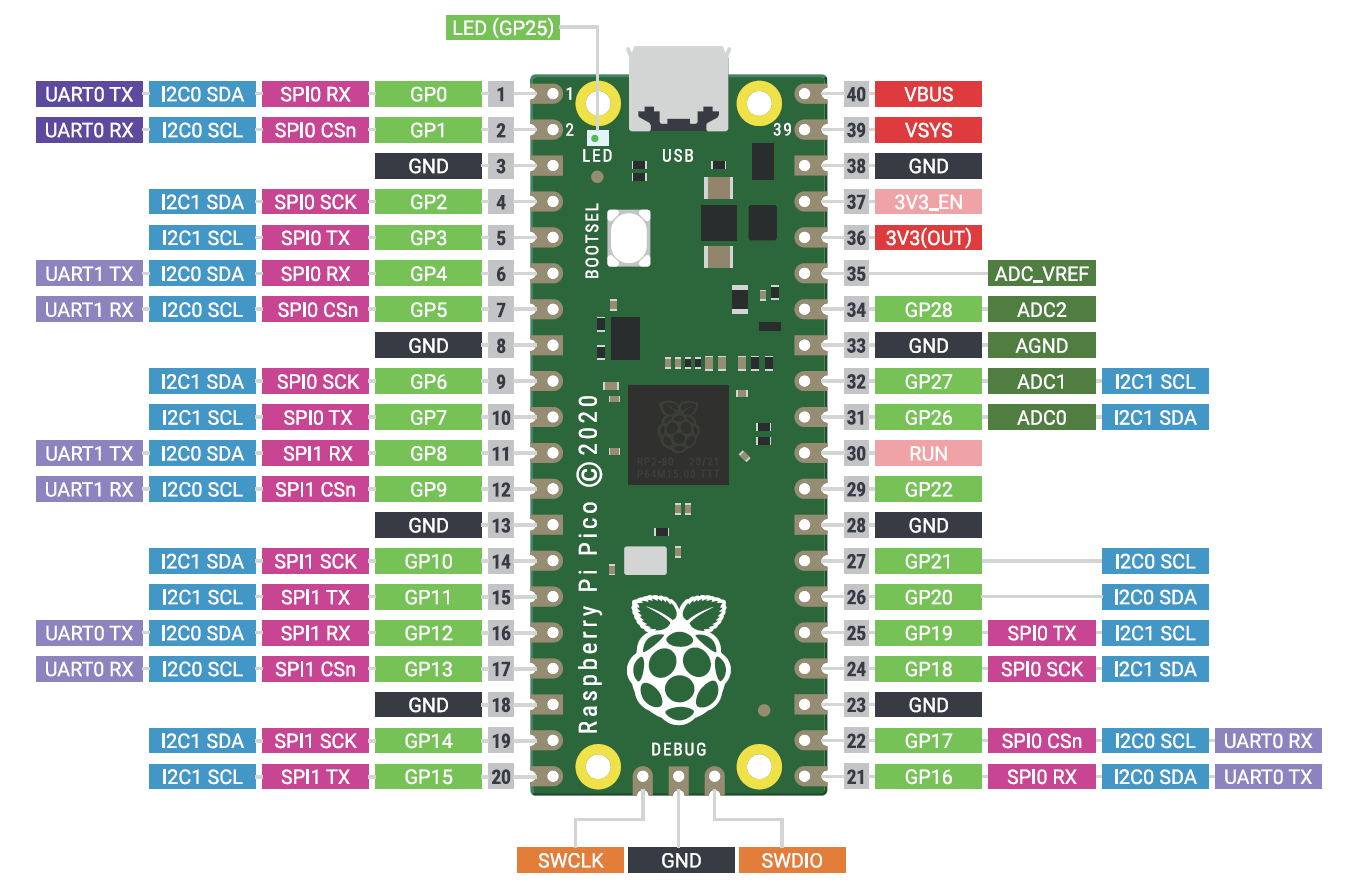 LED (GP25)
UART0 TX I2C0 SDA SPI0 RX GP0 1 1 40 VBUS
UART0 RX I2C0 SCL SPI0 CSn GP1 2 2 39 39 VSYS
LED USB
GND 3 38 GND
I2C1 SDA SPI0 SCK GP2 4 37 3V3_EN
I2C1 SCL SPI0 TX GP3 5 36 3V3(OUT)
BOOTSEL
UART1 TX I2C0 SDA SPI0 RX GP4 6 35 ADC_VREF
UART1 RX I2C0 SCL SPI0 CSn GP5 7 34 GP28 ADC2
GND 8 33 GND AGND
I2C1 SDA SPI0 SCK GP6 9 32 GP27 ADC1 I2C1 SCL
I2C1 SCL SPI0 TX GP7 10 31 GP26 ADC0 I2C1 SDA
UART1 TX I2C0 SDA SPI1 RX GP8 11 30 RUN
RP2-B0 20/21
P64M15.00 TTT
UART1 RX I2C0 SCL SPI1 CSn GP9 12 29 GP22
GND 13 28 GND
Raspberry Pi Pico © 2020
I2C1 SDA SPI1 SCK GP10 14 27 GP21 I2C0 SCL
I2C1 SCL SPI1 TX GP11 15 26 GP20 I2C0 SDA
UART0 TX I2C0 SDA SPI1 RX GP12 16 25 GP19 SPI0 TX I2C1 SCL
UART0 RX I2C0 SCL SPI1 CSn GP13 17 24 GP18 SPI0 SCK I2C1 SDA
GND 18 23 GND
I2C1 SDA SPI1 SCK GP14 19 22 GP17 SPI0 CSn I2C0 SCL UART0 RX
DEBUG
I2C1 SCL SPI1 TX GP15 20 21 GP16 SPI0 RX I2C0 SDA UART0 TX
SWCLK GND SWDIO